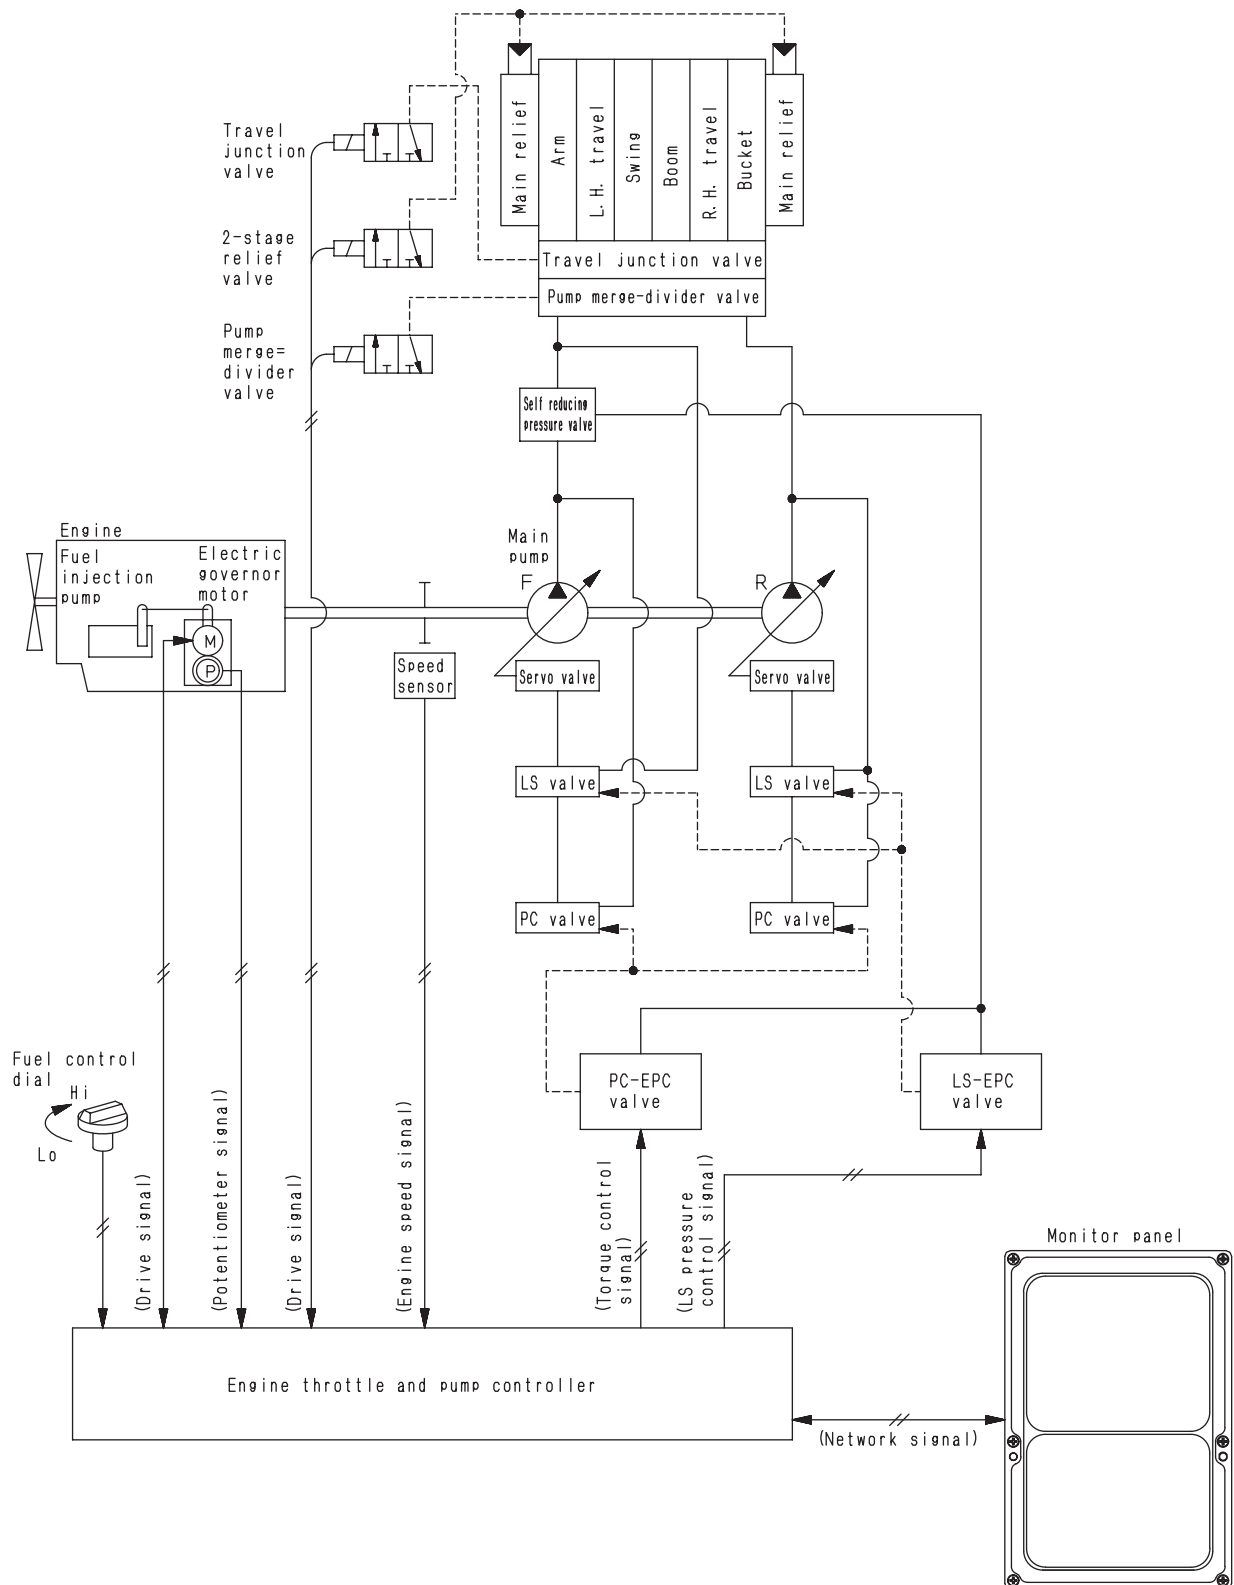 Travel
junction
valve
2-stage
relief
valve
Pump
merge=
divider
valve
Main relief
Arm
L.H. travel
Swing
Boom
R.H. travel
Bucket
Main relief
Travel junction valve
Pump merge-divider valve
Self reducing
pressure valve
Engine
Fuel
injection
pump
Electric
governor
motor
M
P
Main
pump
F
R
Speed
sensor
Servo valve
Servo valve
LS valve
LS valve
PC valve
PC valve
PC-EPC
valve
LS-EPC
valve
Fuel control
dial
Hi
Lo
(Drive signal)
(Potentiometer signal)
(Drive signal)
(Engine speed signal)
(Torque control
signal)
(LS pressure
control signal)
Engine throttle and pump controller
(Network signal)
Monitor panel